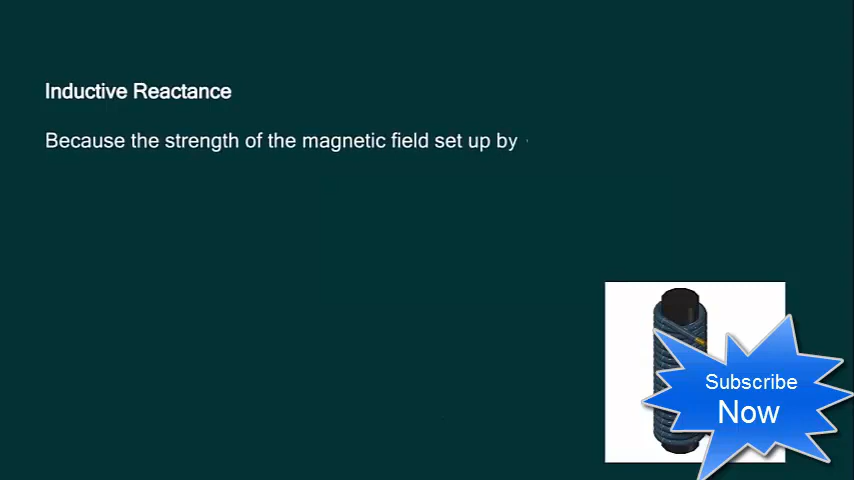 Inductive Reactance
Because the strength of the magnetic field set up by
Subscribe
Now